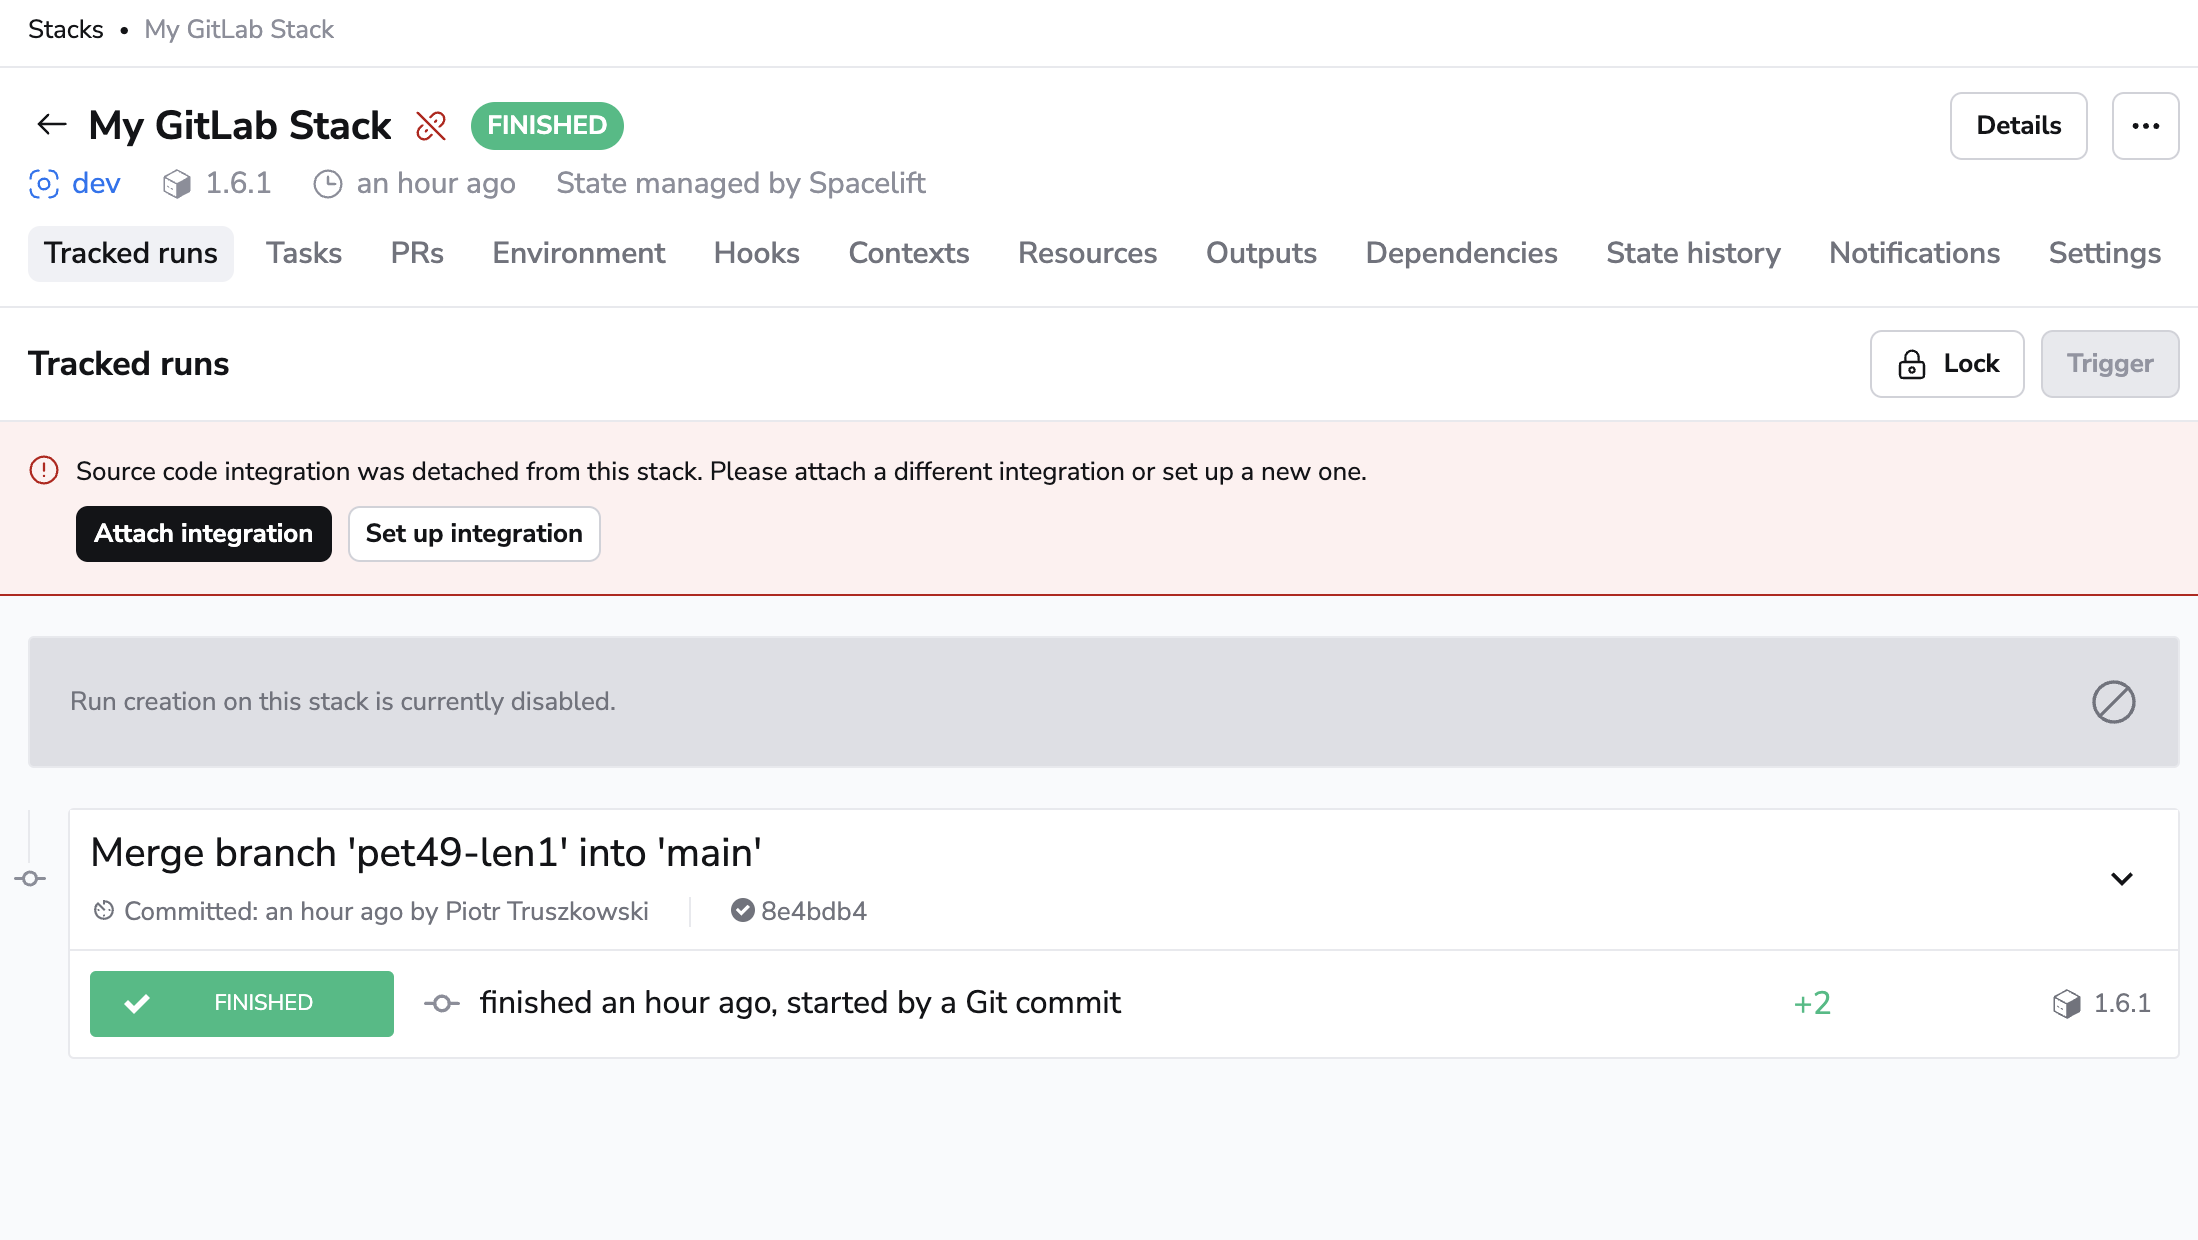 Stacks • My GitLab Stack
My GitLab Stack FINISHED Details
dev 1.6.1 an hour ago State managed by Spacelift
Tracked runs Tasks PRs Environment Hooks Contexts Resources Outputs Dependencies State history Notifications Settings
Tracked runs Lock Trigger
Source code integration was detached from this stack. Please attach a different integration or set up a new one.
Attach integration Set up integration
Run creation on this stack is currently disabled.
Merge branch 'pet49-len1' into 'main'
Committed: an hour ago by Piotr Truszkowski 8e4bdb4
FINISHED finished an hour ago, started by a Git commit +2 1.6.1